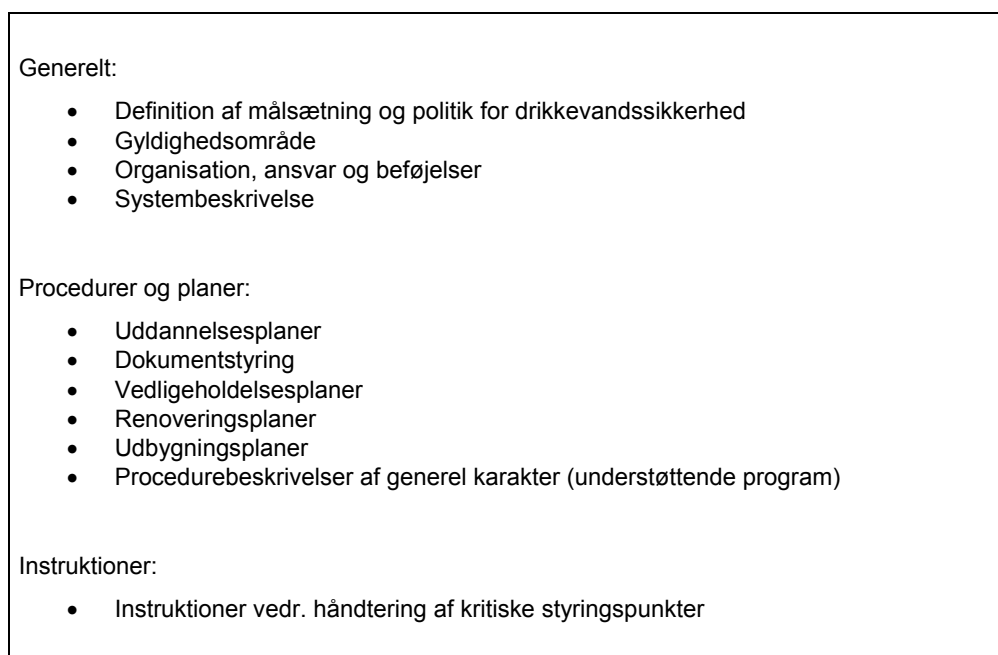 Generelt:
• Definition af målsætning og politik for drikkevandssikkerhed
• Gyldighedsområde
• Organisation, ansvar og beføjelser
• Systembeskrivelse
Procedurer og planer:
• Uddannelsesplaner
• Dokumentstyring
• Vedligeholdelsesplaner
• Renoveringsplaner
• Udbygningsplaner
• Procedurebeskrivelser af generel karakter (understøttende program)
Instruktioner:
• Instruktioner vedr. håndtering af kritiske styringspunkter